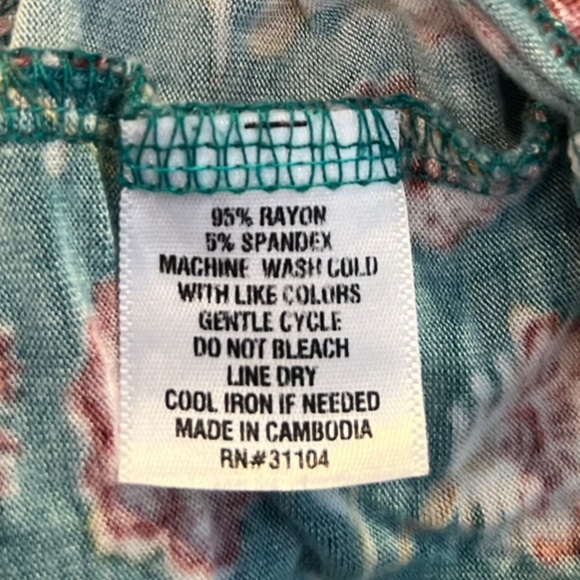 95% RAYON
5% SPANDEX
MACHINE WASH COLD
WITH LIKE COLORS
GENTLE CYCLE
DO NOT BLEACH
LINE DRY
COOL IRON IF NEEDED
MADE IN CAMBODIA
RN#31104